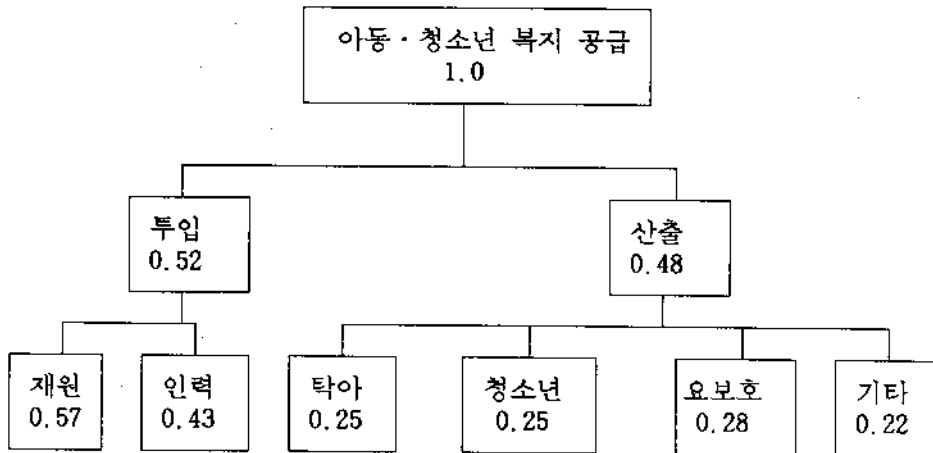 아동·청소년 복지 공급
1.0
투입
0.52
산출
0.48
재원
0.57
인력
0.43
탁아
0.25
청소년
0.25
요보호
0.28
기타
0.22